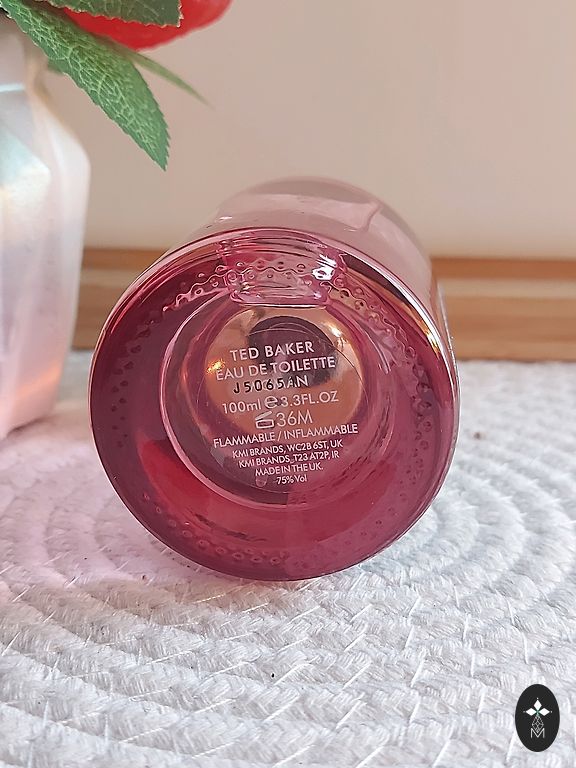 TED BAKER
EAU DE TOILETTE
J5065AN
100ml e 3.3FL.OZ
36M
FLAMMABLE / INFLAMMABLE
KMI BRANDS, WC2B 6ST, UK
KMI BRANDS, T23 AT2P, IR
MADE IN THE UK.
75% Vol
M